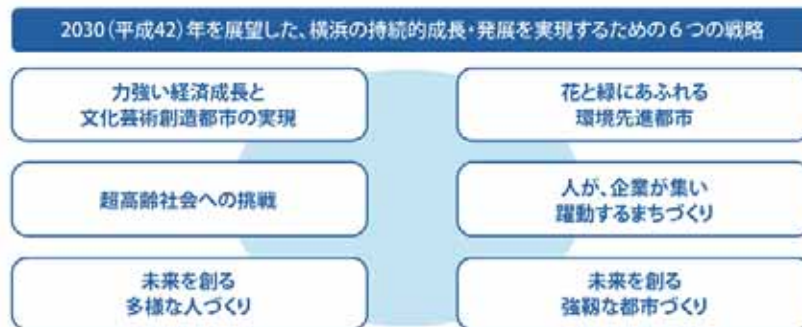 2030(平成42)年を展望した、横浜の持続的成長・発展を実現するための6つの戦略
力強い経済成長と
文化芸術創造都市の実現
花と緑にあふれる
環境先進都市
超高齢社会への挑戦
人が、企業が集い
躍動するまちづくり
未来を創る
多様な人づくり
未来を創る
強靱な都市づくり